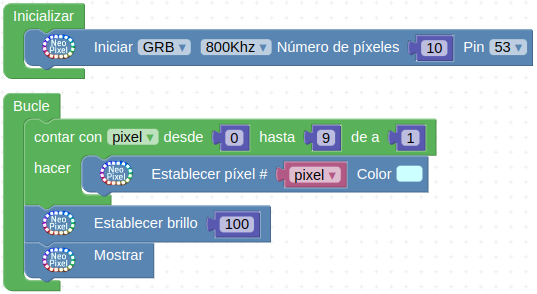 Inicializar
Neo Pixel Iniciar GRB 800Khz Número de píxeles 10 Pin 53
Bucle
contar con pixel desde 0 hasta 9 de a 1
hacer Neo Pixel Establecer píxel # pixel Color
Neo Pixel Establecer brillo 100
Neo Pixel Mostrar